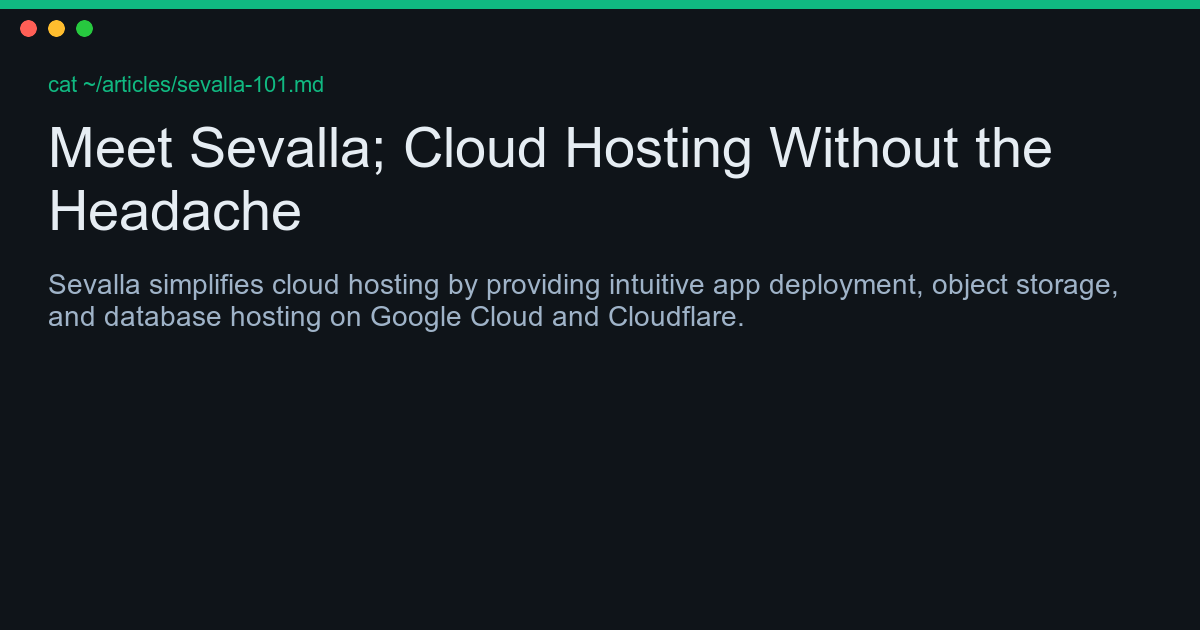 cat ~/articles/sevalla-101.md
Meet Sevalla; Cloud Hosting Without the
Headache
Sevalla simplifies cloud hosting by providing intuitive app deployment, object storage,
and database hosting on Google Cloud and Cloudflare.